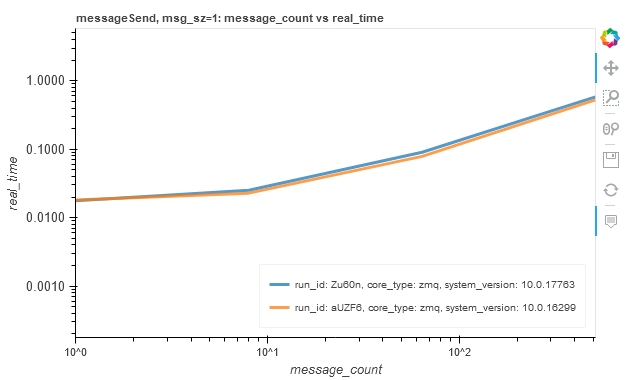 messageSend, msg_sz=1: message_count vs real_time
1.0000
0.1000
0.0100
0.0010
real_time
run_id: Zu60n, core_type: zmq, system_version: 10.0.17763
run_id: aUZF6, core_type: zmq, system_version: 10.0.16299
10^0
10^1
10^2
message_count